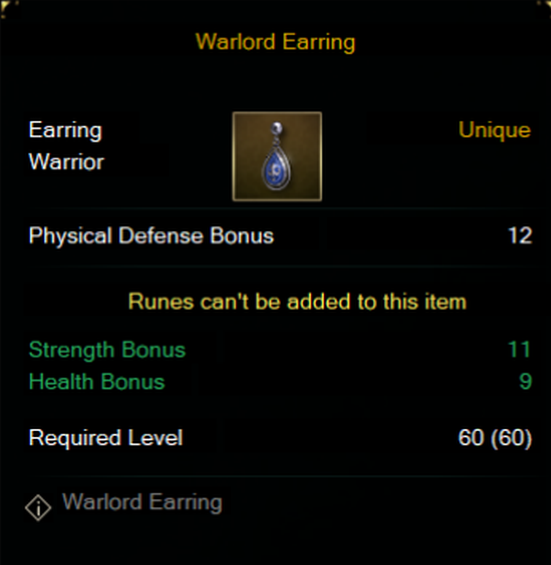 Warlord Earring
Earring
Unique
Warrior
Physical Defense Bonus 12
Runes can't be added to this item
Strength Bonus 11
Health Bonus 9
Required Level 60 (60)
Warlord Earring